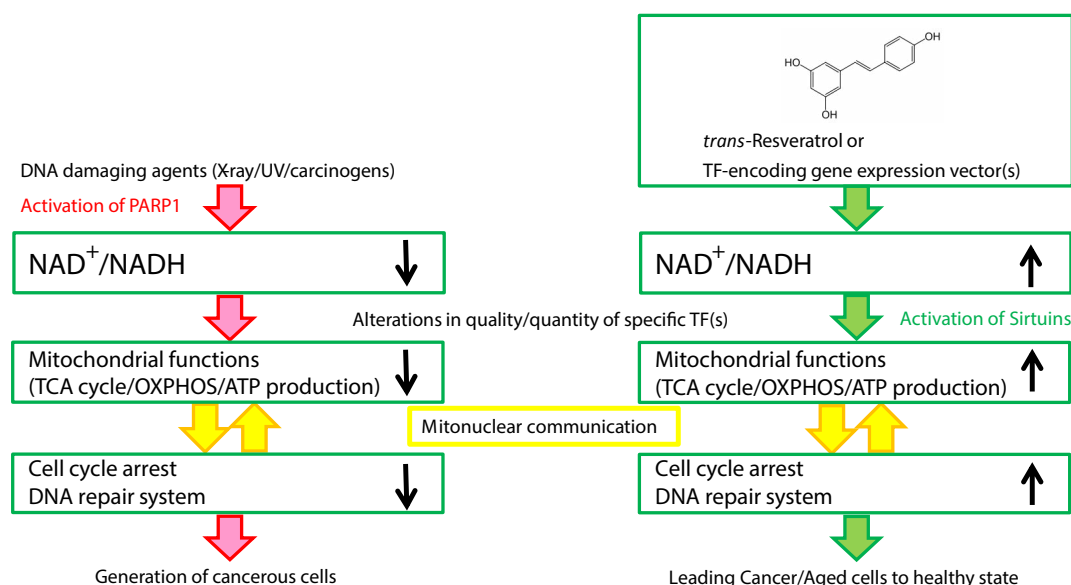 DNA damaging agents (X-ray/UV/carcinogens)
Activation of PARP1
NAD+/NADH
Mitochondrial functions
(TCA cycle/OXPHOS/ATP production)
Cell cycle arrest
DNA repair system
Generation of cancerous cells
Alterations in quality/quantity of specific TF(s)
Mitonuclear communication
OH
HO
OH
trans-Resveratrol or
TF-encoding gene expression vector(s)
NAD+/NADH
Activation of Sirtuins
Mitochondrial functions
(TCA cycle/OXPHOS/ATP production)
Cell cycle arrest
DNA repair system
Leading Cancer/Aged cells to healthy state